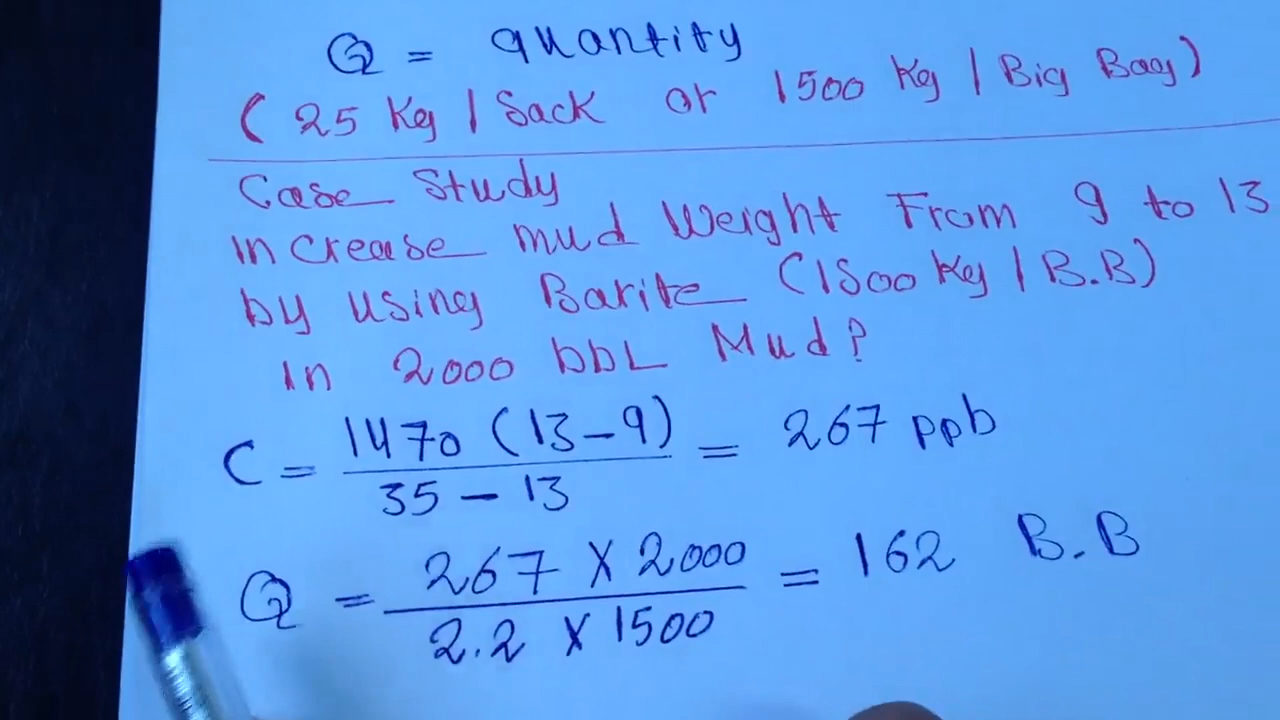 Q = quantity
( 25 Kg / Sack or 1500 Kg / Big Bag )
Case Study
increase mud Weight From 9 to 13
by using Barite (1500 Kg / B.B)
in 2000 bbL Mud?
C = 1470 (13-9) / 35 - 13 = 267 ppb
Q = 267 X 2000 / 2.2 X 1500 = 162 B.B